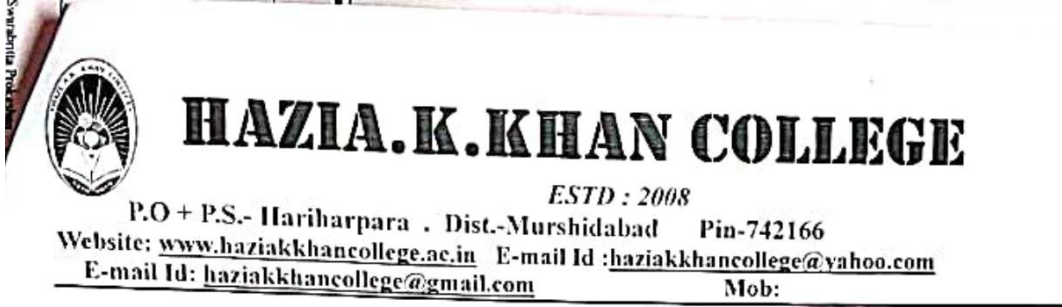 HAZIA.K.KHAN COLLEGE
ESTD : 2008
P.O + P.S.- Hariharpara . Dist.-Murshidabad Pin-742166
Website: www.haziakkhancollege.ac.in E-mail Id :haziakkhancollege@yahoo.com
E-mail Id: haziakkhancollege@gmail.com Mob:
Swarabritta